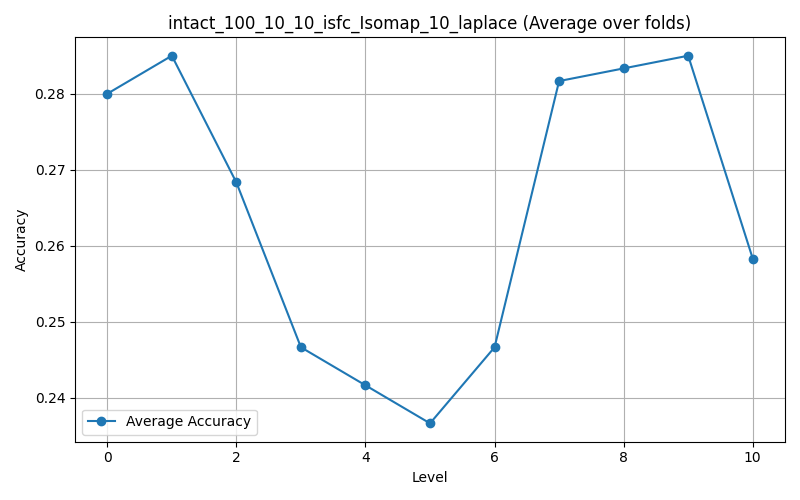 intact_100_10_10_isfc_Isomap_10_laplace (Average over folds)
Accuracy
0.28
0.27
0.26
0.25
0.24
Average Accuracy
0 2 4 6 8 10
Level